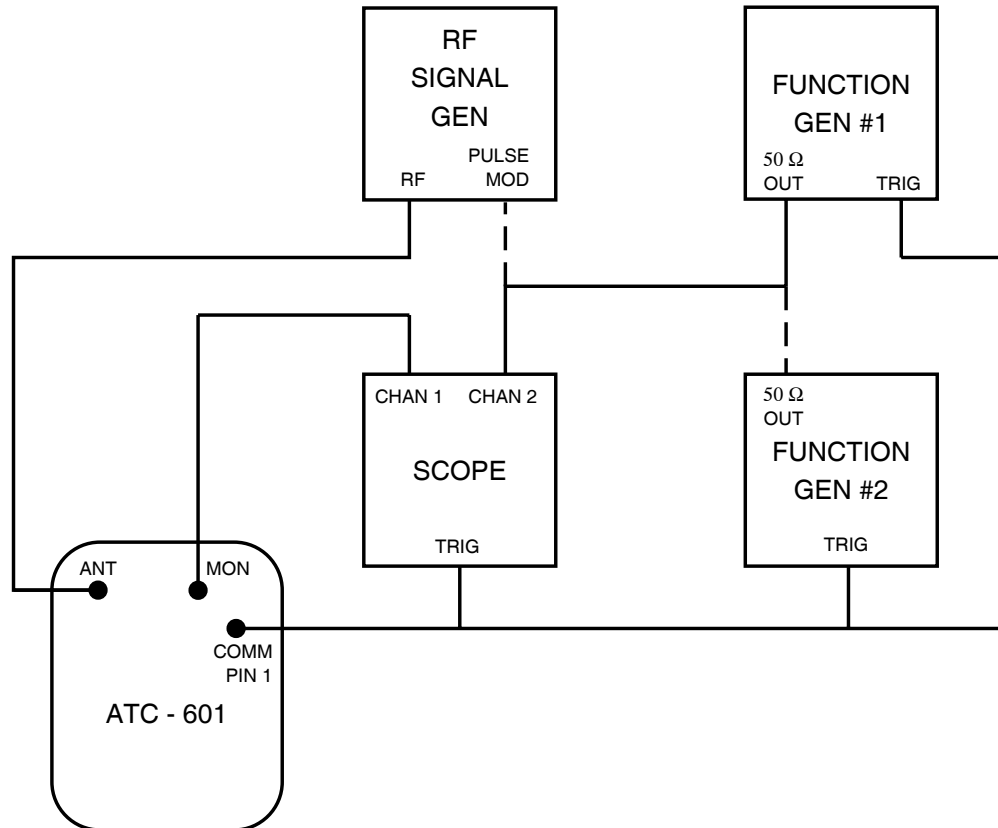 RF
SIGNAL
GEN
PULSE
RF MOD
FUNCTION
GEN #1
50 Ω
OUT TRIG
CHAN 1 CHAN 2
SCOPE
TRIG
50 Ω
OUT
FUNCTION
GEN #2
TRIG
ANT MON
COMM
PIN 1
ATC - 601